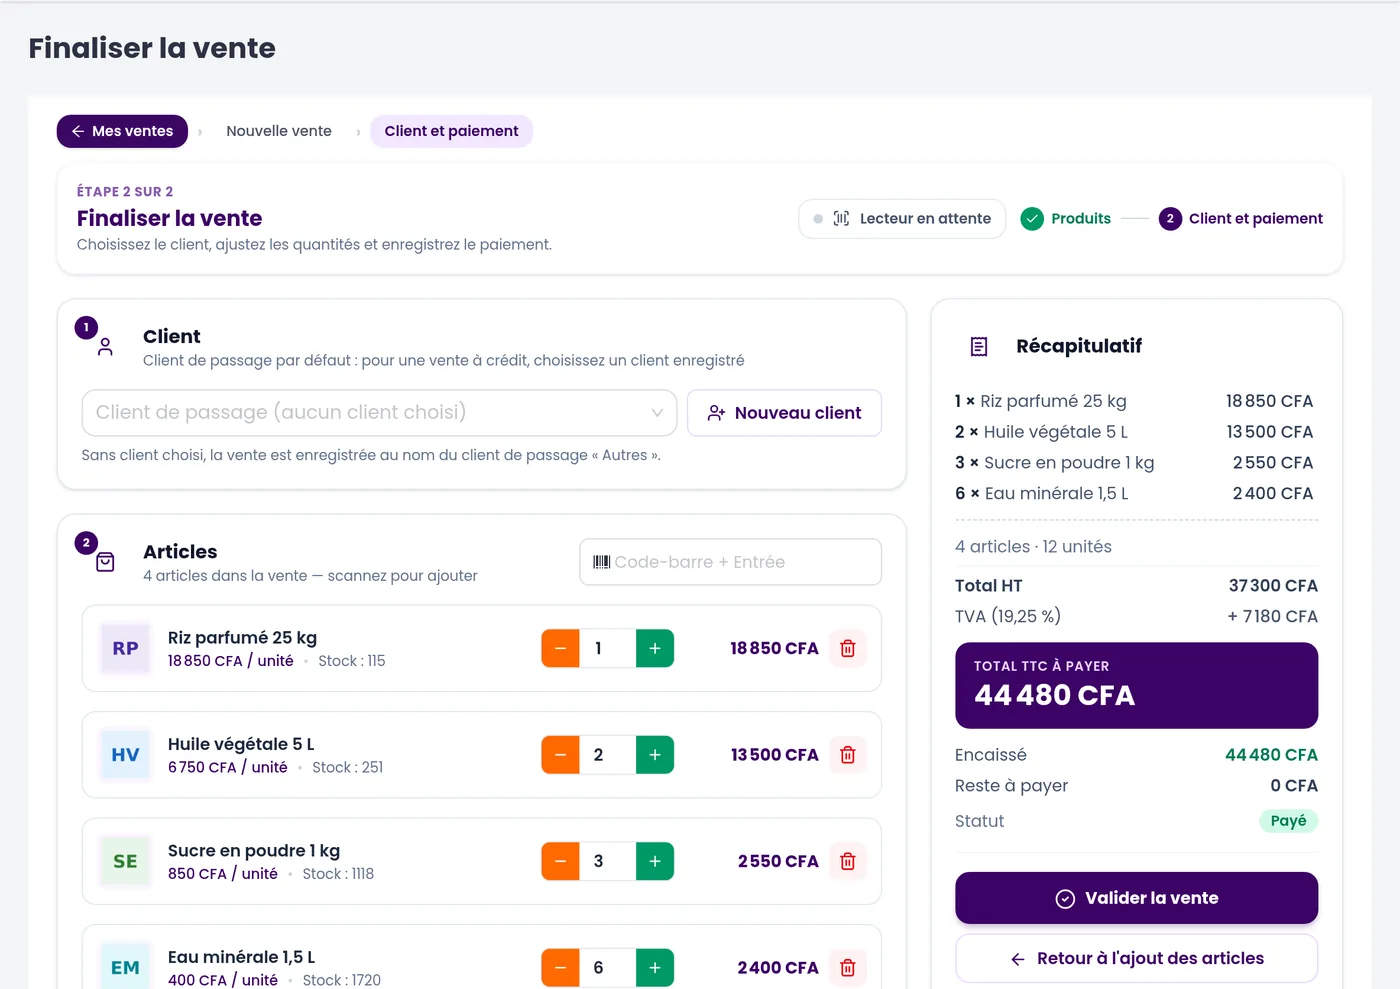 Finaliser la vente
← Mes ventes › Nouvelle vente › Client et paiement
ÉTAPE 2 SUR 2
Finaliser la vente
Choisissez le client, ajustez les quantités et enregistrez le paiement.
Lecteur en attente
Produits
2 Client et paiement
1
Client
Client de passage par défaut : pour une vente à crédit, choisissez un client enregistré
Client de passage (aucun client choisi)
Nouveau client
Sans client choisi, la vente est enregistrée au nom du client de passage « Autres ».
2
Articles
4 articles dans la vente — scannez pour ajouter
Code-barre + Entrée
RP
Riz parfumé 25 kg
18 850 CFA / unité • Stock : 115
− 1 +
18 850 CFA
HV
Huile végétale 5 L
6 750 CFA / unité • Stock : 251
− 2 +
13 500 CFA
SE
Sucre en poudre 1 kg
850 CFA / unité • Stock : 1118
− 3 +
2 550 CFA
EM
Eau minérale 1,5 L
400 CFA / unité • Stock : 1720
− 6 +
2 400 CFA
Récapitulatif
1 × Riz parfumé 25 kg 18 850 CFA
2 × Huile végétale 5 L 13 500 CFA
3 × Sucre en poudre 1 kg 2 550 CFA
6 × Eau minérale 1,5 L 2 400 CFA
4 articles · 12 unités
Total HT 37 300 CFA
TVA (19,25 %) + 7 180 CFA
TOTAL TTC À PAYER
44 480 CFA
Encaissé 44 480 CFA
Reste à payer 0 CFA
Statut Payé
Valider la vente
← Retour à l'ajout des articles